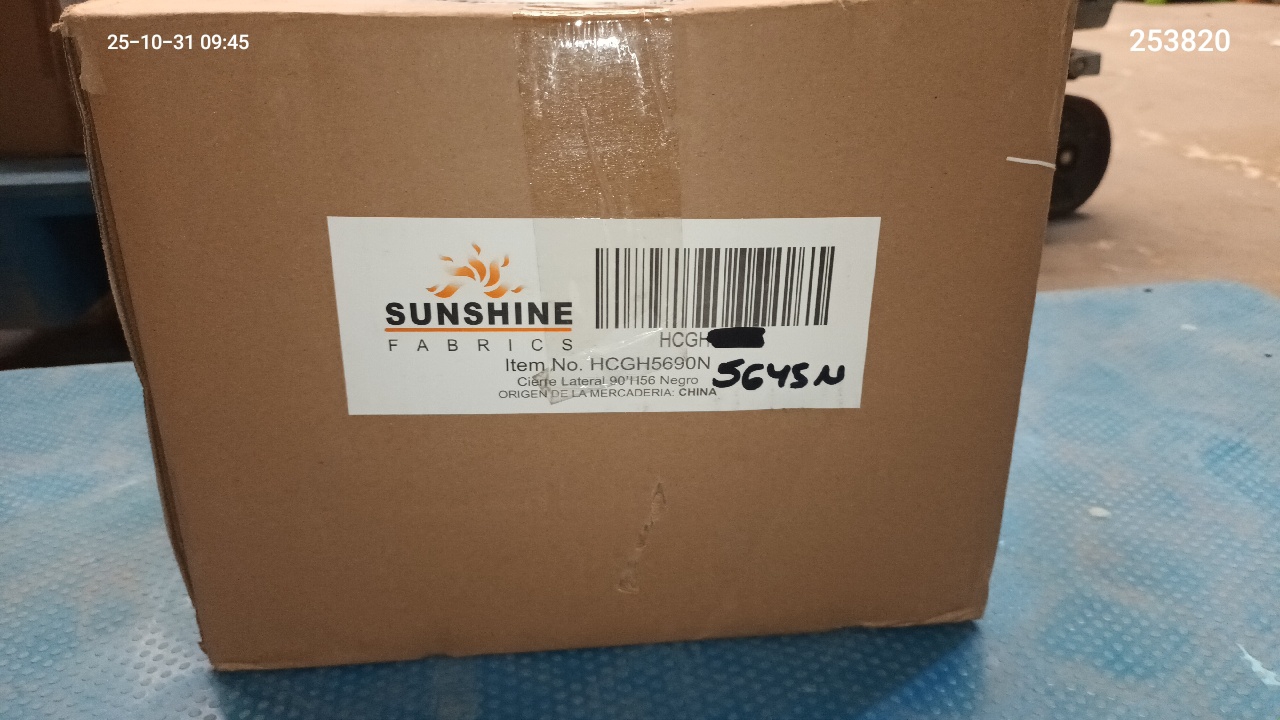 25-10-31 09:45
253820
SUNSHINE
FABRICS
HCGH
Item No. HCGH5690N
5645N
Cierre Lateral 90'H56 Negro
ORIGEN DE LA MERCADERIA: CHINA